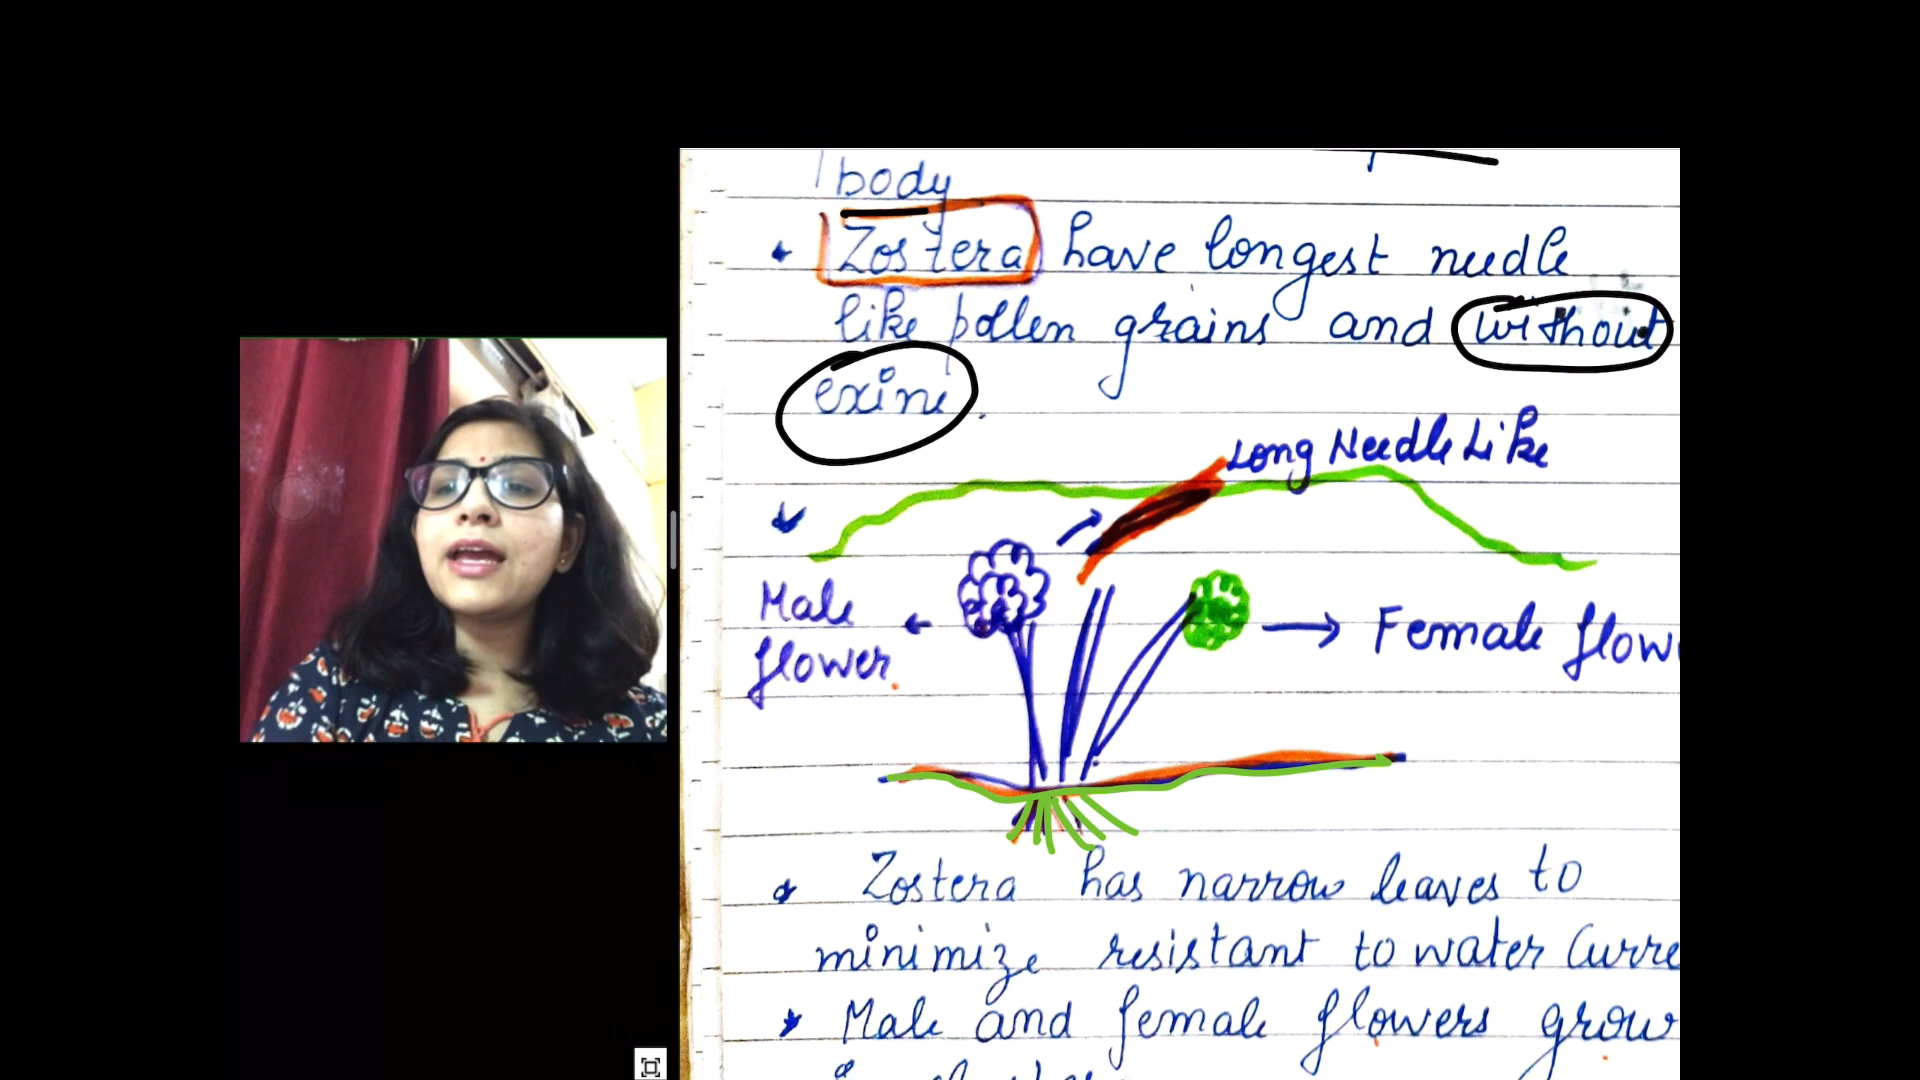 body
Zostera have longest needle
like pollen grains and without
exine.
Long Needle Like
Male
flower.
Female flow
Zostera has narrow leaves to
minimize resistant to water Curre
Male and female flowers grow